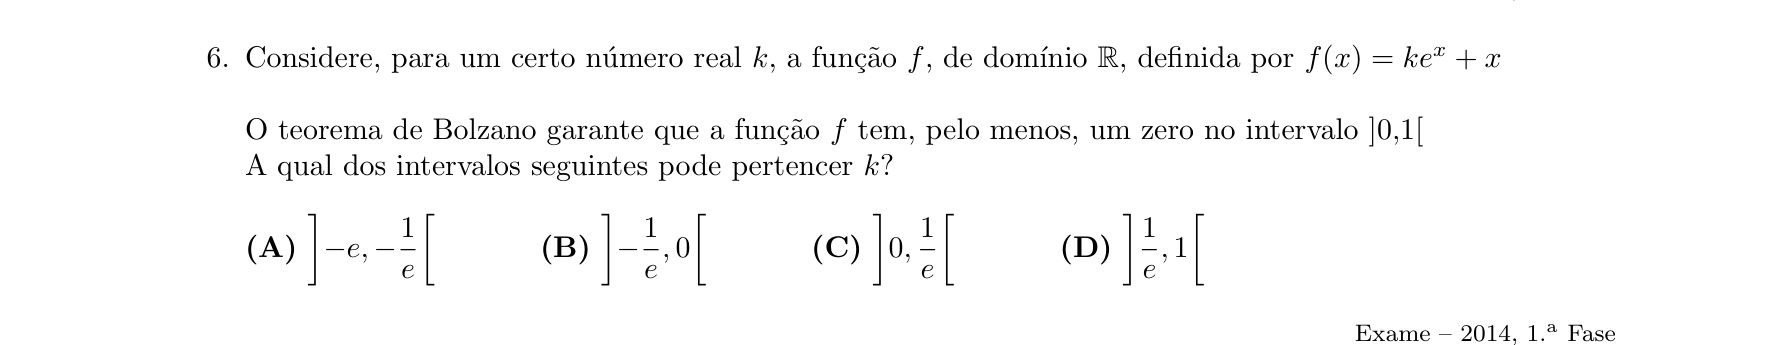 6. Considere, para um certo número real k, a função f, de domínio ℝ, definida por f(x) = ke^x + x
O teorema de Bolzano garante que a função f tem, pelo menos, um zero no intervalo ]0,1[
A qual dos intervalos seguintes pode pertencer k?
(A) ]−e, −1/e[ (B) ]−1/e, 0[ (C) ]0, 1/e[ (D) ]1/e, 1[
Exame – 2014, 1.ª Fase